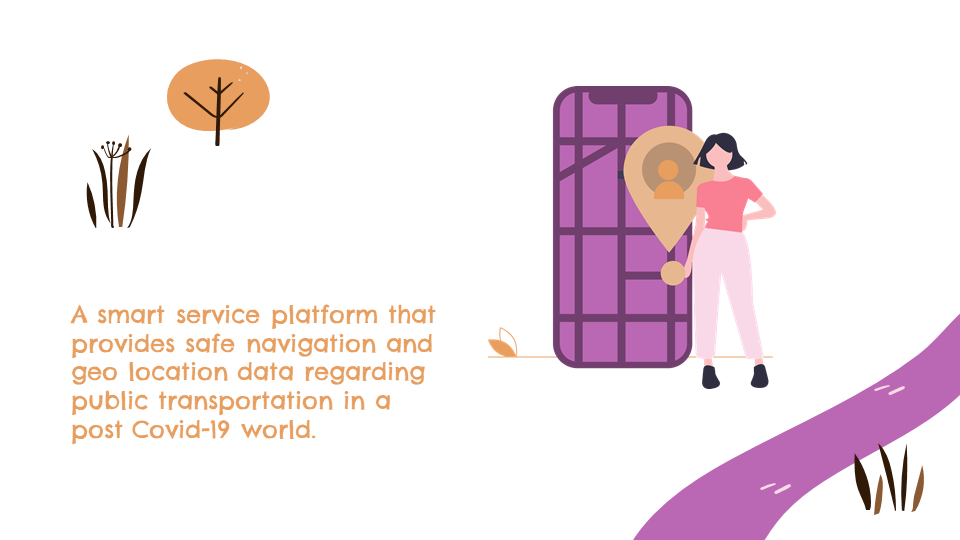 A smart service platform that
provides safe navigation and
geo location data regarding
public transportation in a
post Covid-19 world.